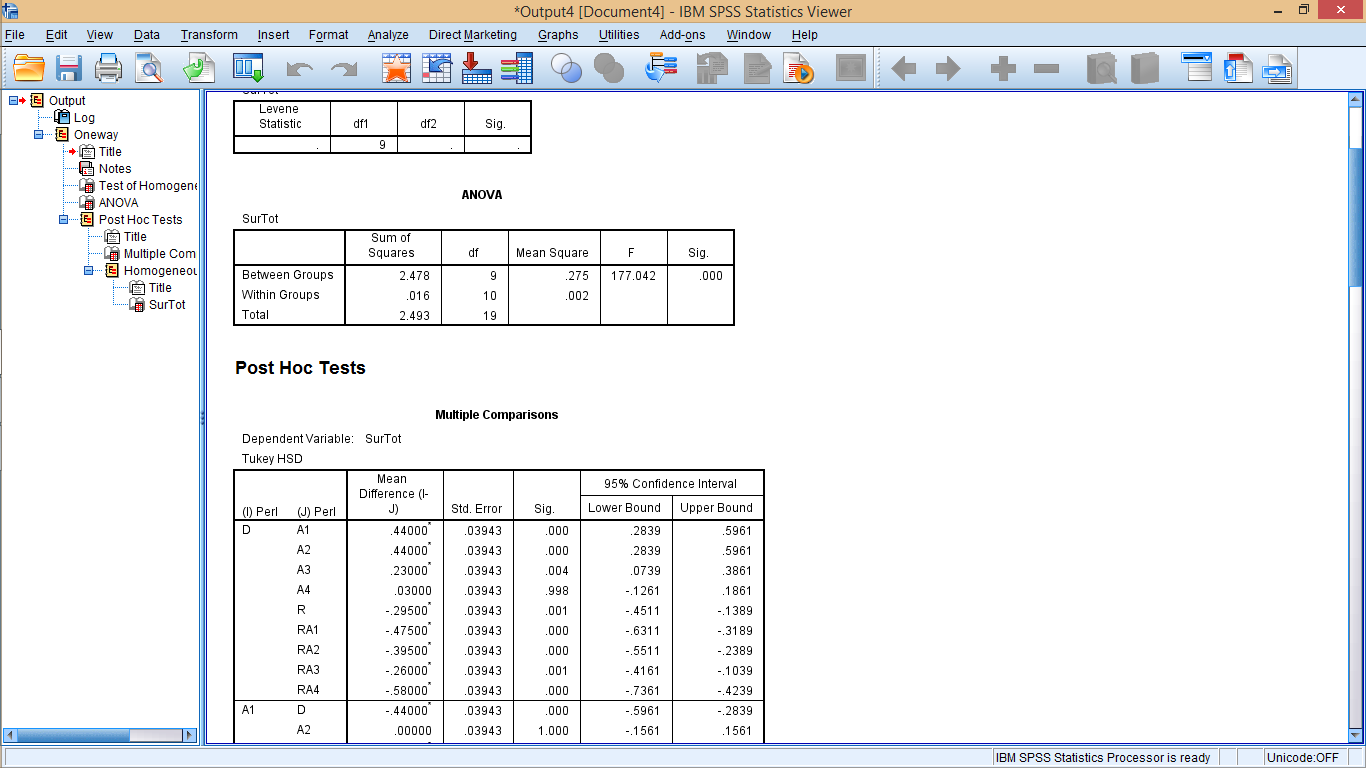 *Output4 [Document4] - IBM SPSS Statistics Viewer
File Edit View Data Transform Insert Format Analyze Direct Marketing Graphs Utilities Add-ons Window Help
Output
Log
Oneway
Title
Notes
Test of Homogene
ANOVA
Post Hoc Tests
Title
Multiple Com
Homogeneou
Title
SurTot
SurTot
Levene
Statistic df1 df2 Sig.
. 9 . .
ANOVA
SurTot
Sum of
Squares df Mean Square F Sig.
Between Groups 2.478 9 .275 177.042 .000
Within Groups .016 10 .002
Total 2.493 19
Post Hoc Tests
Multiple Comparisons
Dependent Variable: SurTot
Tukey HSD
Mean
Difference (I-
J)
95% Confidence Interval
(I) Perl (J) Perl Std. Error Sig. Lower Bound Upper Bound
D A1 .44000* .03943 .000 .2839 .5961
A2 .44000* .03943 .000 .2839 .5961
A3 .23000* .03943 .004 .0739 .3861
A4 .03000 .03943 .998 -.1261 .1861
R -.29500* .03943 .001 -.4511 -.1389
RA1 -.47500* .03943 .000 -.6311 -.3189
RA2 -.39500* .03943 .000 -.5511 -.2389
RA3 -.26000* .03943 .001 -.4161 -.1039
RA4 -.58000* .03943 .000 -.7361 -.4239
A1 D -.44000* .03943 .000 -.5961 -.2839
A2 .00000 .03943 1.000 -.1561 .1561
IBM SPSS Statistics Processor is ready Unicode:OFF